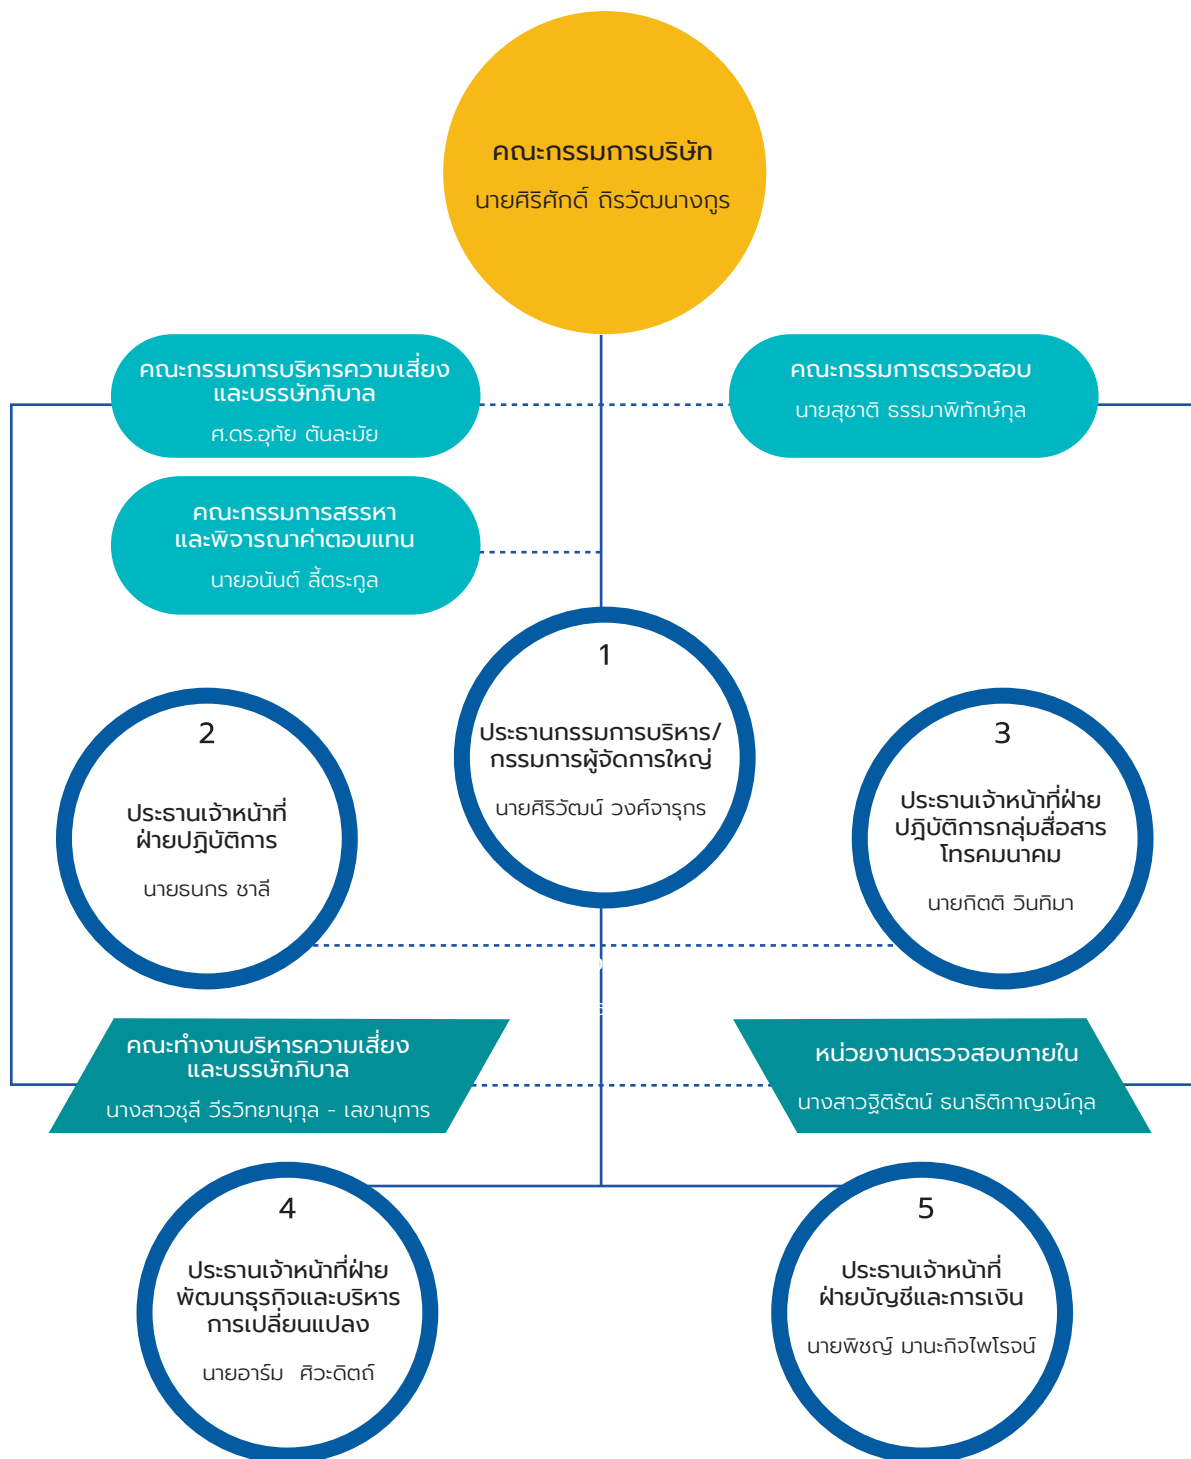 คณะกรรมการบริษัท
นายศิริศักดิ์ ถิรวัฒนางกูร
คณะกรรมการบริหารความเสี่ยง
และบรรษัทภิบาล
ศ.ดร.อุทัย ตันละมัย
คณะกรรมการตรวจสอบ
นายสุชาติ ธรรมาพิทักษ์กุล
คณะกรรมการสรรหา
และพิจารณาค่าตอบแทน
นายอนันต์ ลี้ตระกูล
1
ประธานกรรมการบริหาร/
กรรมการผู้จัดการใหญ่
นายศิริวัฒน์ วงศ์จารุกร
2
ประธานเจ้าหน้าที่
ฝ่ายปฏิบัติการ
นายธนกร ชาลี
3
ประธานเจ้าหน้าที่ฝ่าย
ปฎิบัติการกลุ่มสื่อสาร
โทรคมนาคม
นายกิตติ วินทิมา
คณะทำงานบริหารความเสี่ยง
และบรรษัทภิบาล
นางสาวชุลี วีรวิทยานุกุล - เลขานุการ
หน่วยงานตรวจสอบภายใน
นางสาวฐิติรัตน์ ธนาธิติกาญจน์กุล
4
ประธานเจ้าหน้าที่ฝ่าย
พัฒนาธุรกิจและบริหาร
การเปลี่ยนแปลง
นายอาร์ม ศิวะดิตถ์
5
ประธานเจ้าหน้าที่
ฝ่ายบัญชีและการเงิน
นายพิชญ์ มานะกิจไพโรจน์